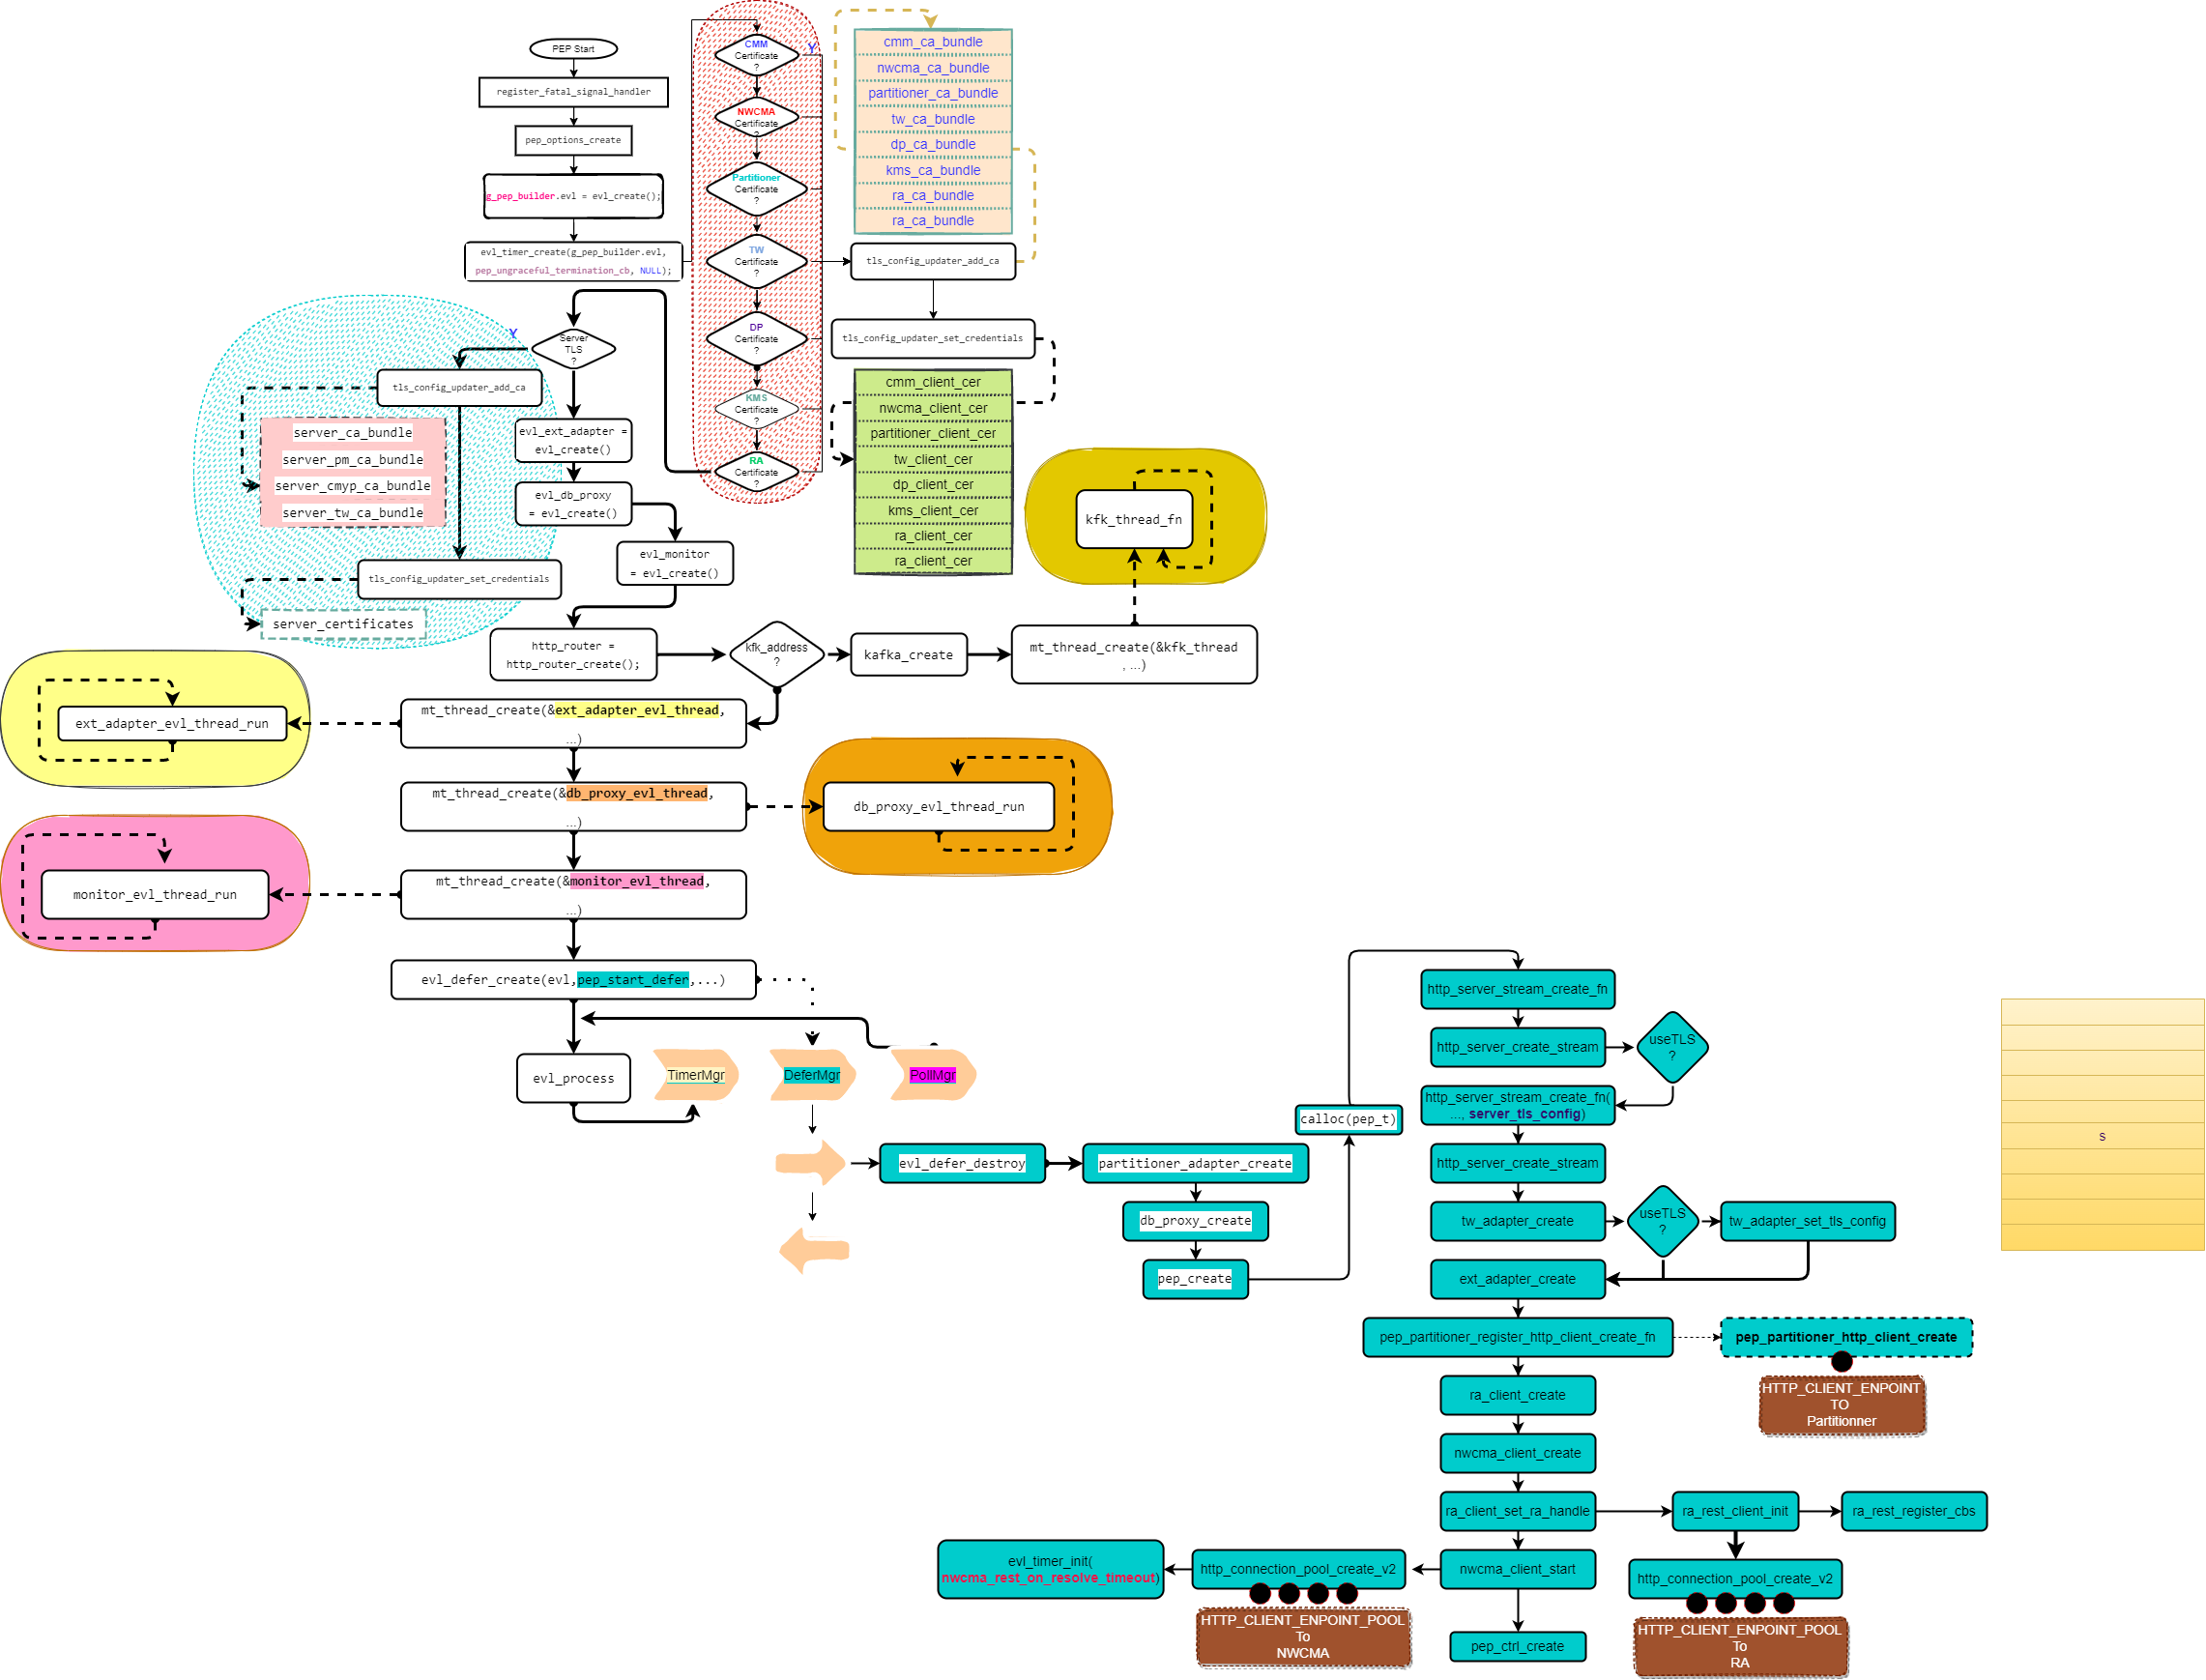 PEP Start
register_fatal_signal_handler
pep_options_create
g_pep_builder.evl = evl_create();
evl_timer_create(g_pep_builder.evl,
pep_ungraceful_termination_cb, NULL);
CMM
Certificate
?
Y
NWCMA
Certificate
?
Partitioner
Certificate
?
TW
Certificate
?
DP
Certificate
?
KMS
Certificate
?
RA
Certificate
?
cmm_ca_bundle
nwcma_ca_bundle
partitioner_ca_bundle
tw_ca_bundle
dp_ca_bundle
kms_ca_bundle
ra_ca_bundle
ra_ca_bundle
tls_config_updater_add_ca
tls_config_updater_set_credentials
cmm_client_cer
nwcma_client_cer
partitioner_client_cer
tw_client_cer
dp_client_cer
kms_client_cer
ra_client_cer
ra_client_cer
Server
TLS
?
Y
tls_config_updater_add_ca
server_ca_bundle
server_pm_ca_bundle
server_cmyp_ca_bundle
server_tw_ca_bundle
tls_config_updater_set_credentials
server_certificates
evl_ext_adapter =
evl_create()
evl_db_proxy
= evl_create()
evl_monitor
= evl_create()
http_router =
http_router_create();
kfk_address
?
kafka_create
mt_thread_create(&kfk_thread
, ...)
kfk_thread_fn
mt_thread_create(&ext_adapter_evl_thread,
...)
ext_adapter_evl_thread_run
mt_thread_create(&db_proxy_evl_thread,
...)
db_proxy_evl_thread_run
mt_thread_create(&monitor_evl_thread,
...)
monitor_evl_thread_run
evl_defer_create(evl,pep_start_defer,...)
evl_process
TimerMgr
DeferMgr
PollMgr
evl_defer_destroy
partitioner_adapter_create
db_proxy_create
pep_create
calloc(pep_t)
http_server_stream_create_fn
http_server_create_stream
useTLS
?
http_server_stream_create_fn(
..., server_tls_config)
http_server_create_stream
tw_adapter_create
useTLS
?
tw_adapter_set_tls_config
ext_adapter_create
pep_partitioner_register_http_client_create_fn
pep_partitioner_http_client_create
HTTP_CLIENT_ENPOINT
TO
Partitionner
ra_client_create
nwcma_client_create
ra_client_set_ra_handle
ra_rest_client_init
ra_rest_register_cbs
nwcma_client_start
http_connection_pool_create_v2
evl_timer_init(
nwcma_rest_on_resolve_timeout)
HTTP_CLIENT_ENPOINT_POOL
To
NWCMA
http_connection_pool_create_v2
HTTP_CLIENT_ENPOINT_POOL
To
RA
pep_ctrl_create
s